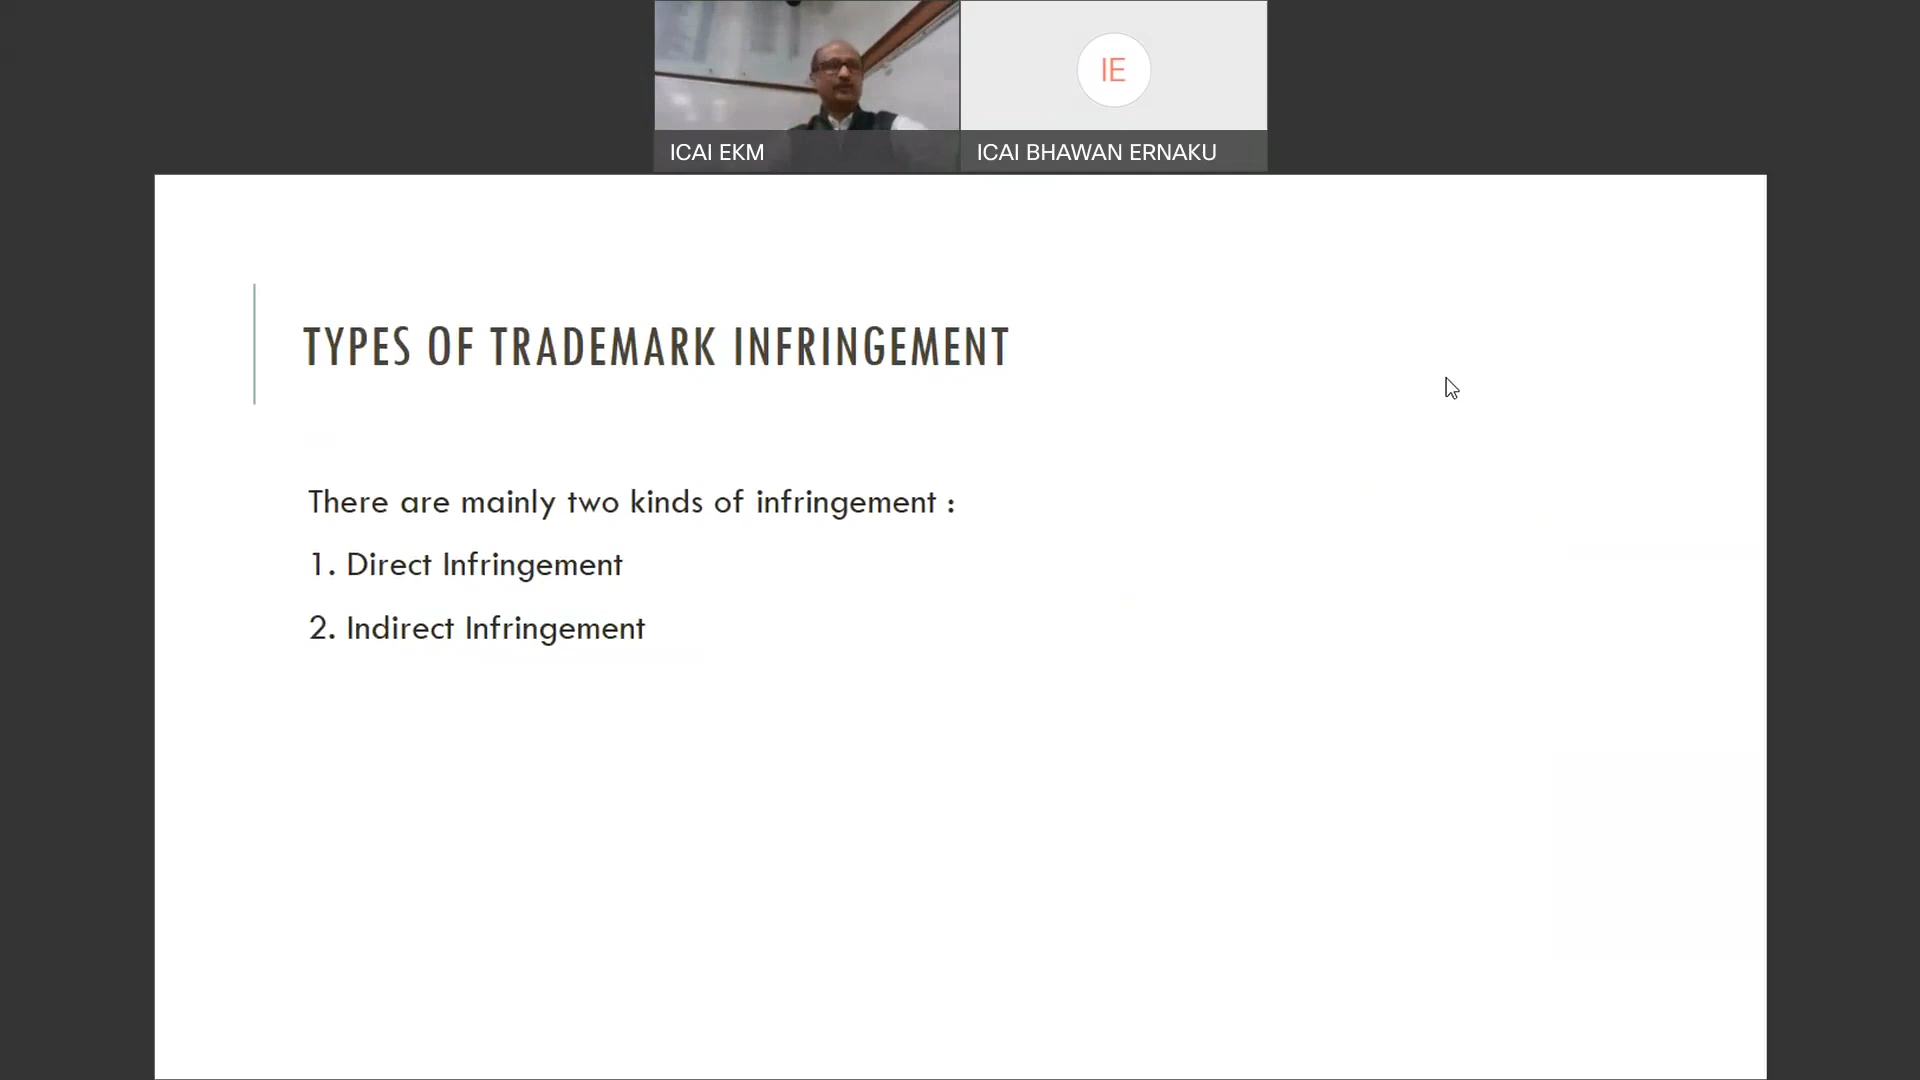 IE
ICAI EKM
ICAI BHAWAN ERNAKU
TYPES OF TRADEMARK INFRINGEMENT
There are mainly two kinds of infringement :
1. Direct Infringement
2. Indirect Infringement